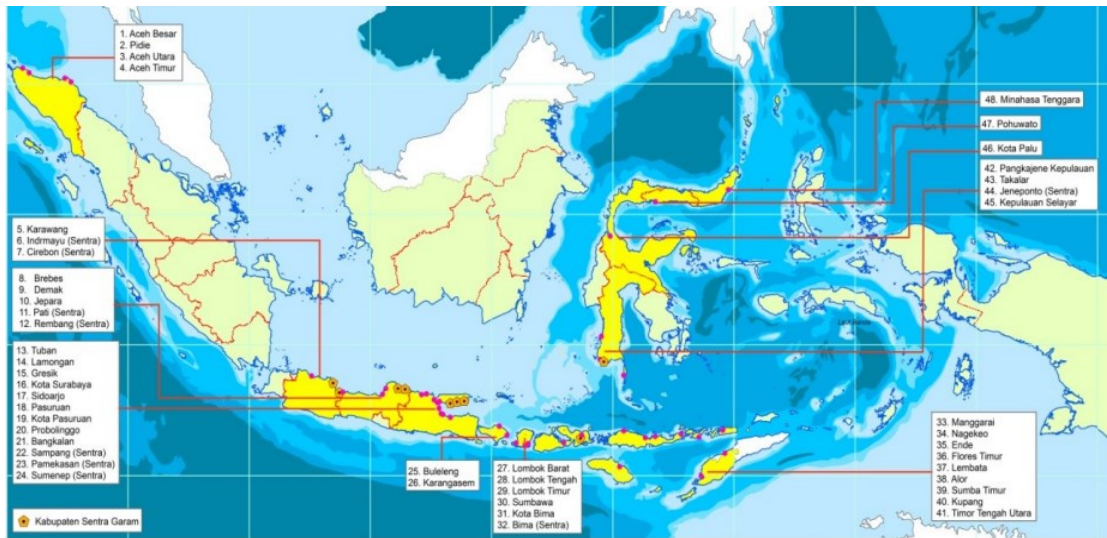 1. Aceh Besar
2. Pidie
3. Aceh Utara
4. Aceh Timur
48. Minahasa Tenggara
47. Pohuwato
46. Kota Palu
42. Pangkajene Kepulauan
43. Takalar
44. Jeneponto (Sentra)
45. Kepulauan Selayar
5. Karawang
6. Indrmayu (Sentra)
7. Cirebon (Sentra)
8. Brebes
9. Demak
10. Jepara
11. Pati (Sentra)
12. Rembang (Sentra)
13. Tuban
14. Lamongan
15. Gresik
16. Kota Surabaya
17. Sidoarjo
18. Pasuruan
19. Kota Pasuruan
20. Probolinggo
21. Bangkalan
22. Sampang (Sentra)
23. Pamekasan (Sentra)
24. Sumenep (Sentra)
25. Buleleng
26. Karangasem
27. Lombok Barat
28. Lombok Tengah
29. Lombok Timur
30. Sumbawa
31. Kota Bima
32. Bima (Sentra)
33. Manggarai
34. Nagekeo
35. Ende
36. Flores Timur
37. Lembata
38. Alor
39. Sumba Timur
40. Kupang
41. Timor Tengah Utara
Kabupaten Sentra Garam